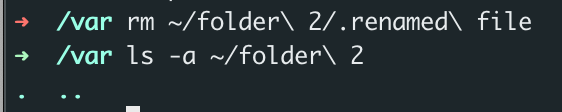 ➜  /var rm ~/folder\ 2/.renamed\ file
➜  /var ls -a ~/folder\ 2
.  ..